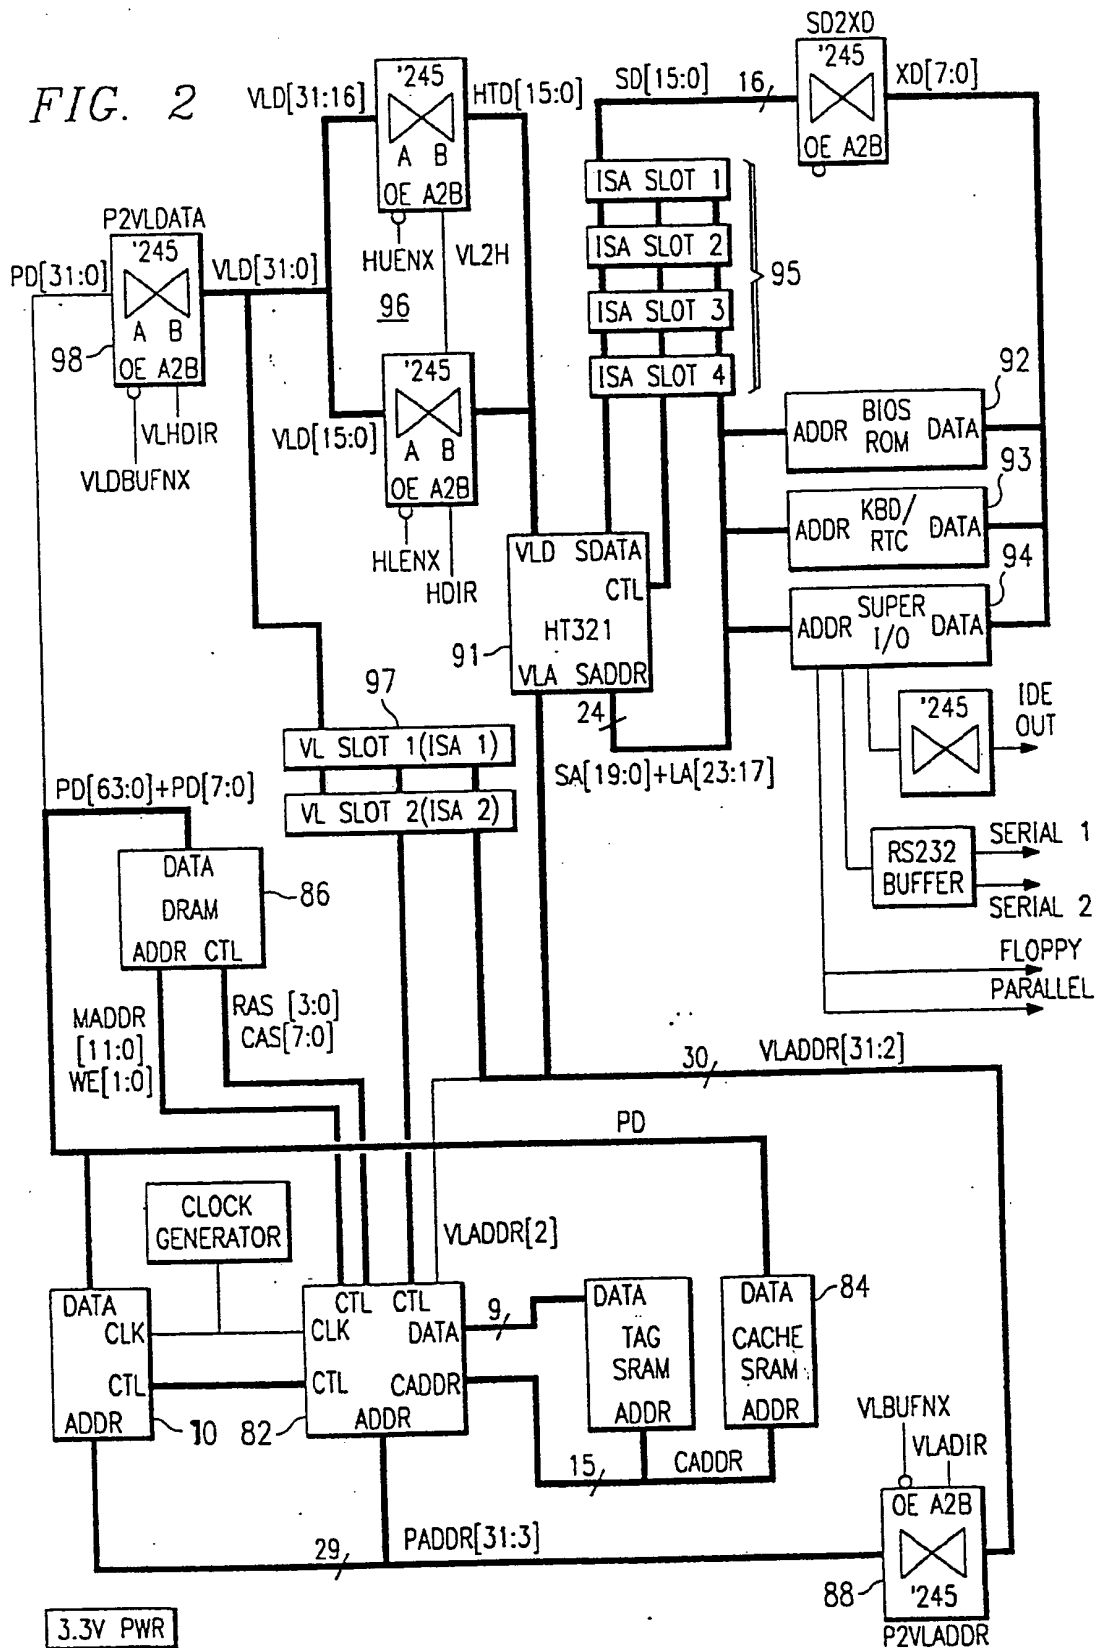 FIG. 2
SD2XD
'245
OE A2B
SD[15:0]
16
XD[7:0]
VLD[31:16]
'245
A B
OE A2B
HTD[15:0]
HUENX
VL2H
96
P2VLDATA
PD[31:0]
'245
A B
OE A2B
VLD[31:0]
98
VLHDIR
VLDBUFNX
VLD[15:0]
'245
A B
OE A2B
HLENX
HDIR
ISA SLOT 1
ISA SLOT 2
ISA SLOT 3
ISA SLOT 4
95
92
ADDR BIOS ROM DATA
93
ADDR KBD/ RTC DATA
94
ADDR SUPER I/O DATA
VLD SDATA
CTL
HT321
91
VLA SADDR
24
SA[19:0]+LA[23:17]
'245
IDE OUT
RS232 BUFFER
SERIAL 1
SERIAL 2
FLOPPY
PARALLEL
97
VL SLOT 1(ISA 1)
VL SLOT 2(ISA 2)
PD[63:0]+PD[7:0]
DATA
DRAM
ADDR CTL
86
MADDR
[11:0]
WE[1:0]
RAS [3:0]
CAS[7:0]
30
VLADDR[31:2]
PD
CLOCK
GENERATOR
VLADDR[2]
DATA
CLK
CTL
ADDR
10
CTL CTL
CLK DATA
CTL CADDR
ADDR
82
9
DATA
TAG
SRAM
ADDR
DATA
CACHE
SRAM
ADDR
84
15
CADDR
VLBUFNX
VLADIR
OE A2B
'245
88
P2VLADDR
29
PADDR[31:3]
3.3V PWR